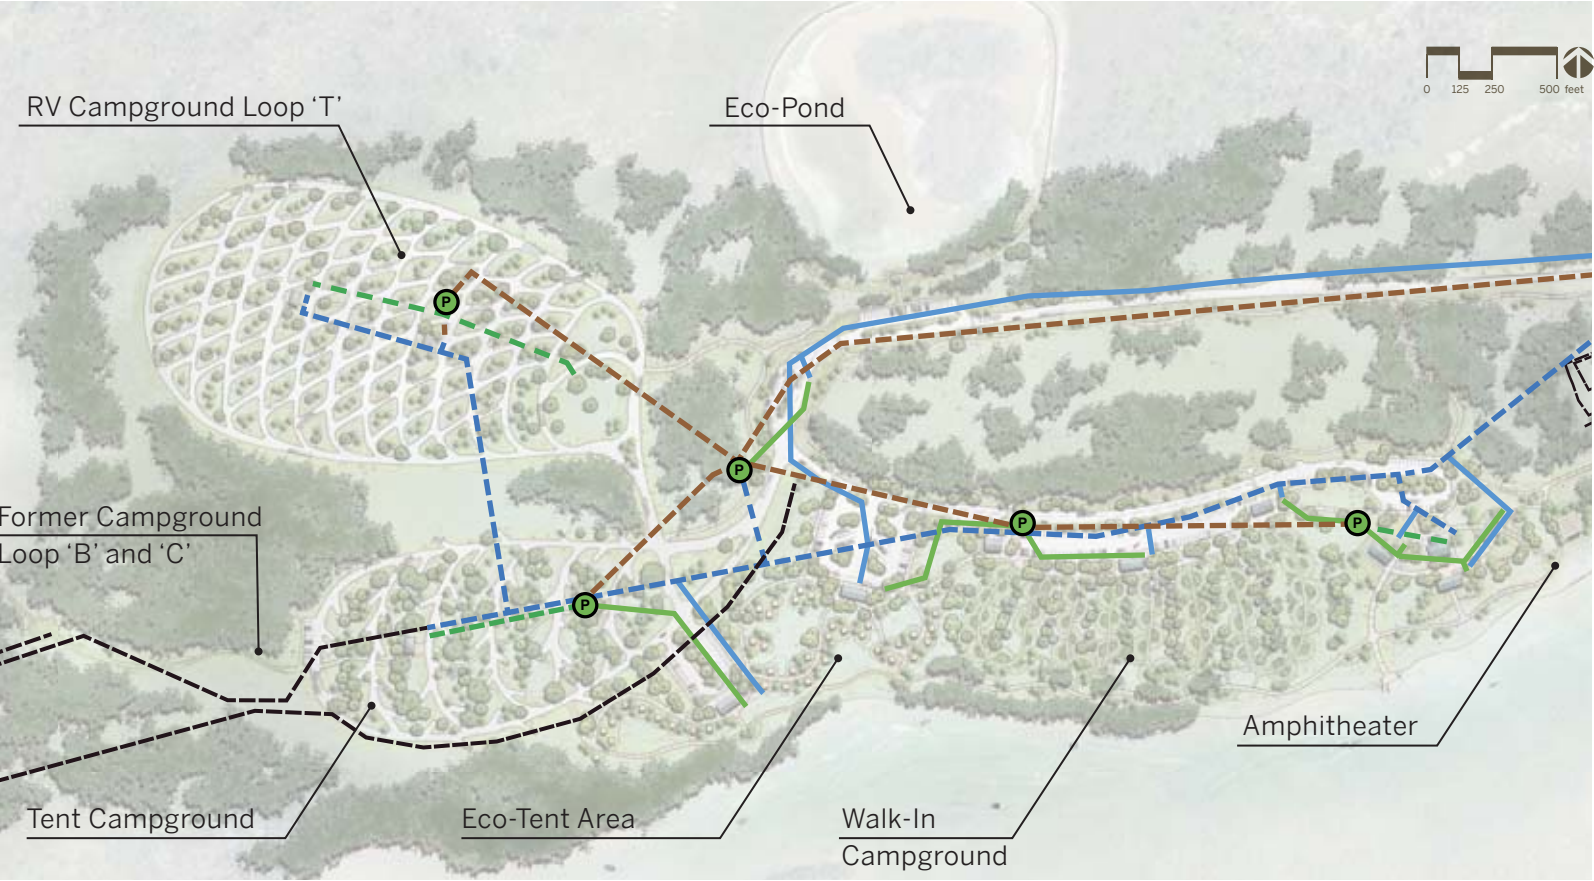 RV Campground Loop ‘T’
Eco-Pond
0 125 250 500 feet
P
P
Former Campground
Loop ‘B’ and ‘C’
P
P
P
Amphitheater
Tent Campground
Eco-Tent Area
Walk-In
Campground